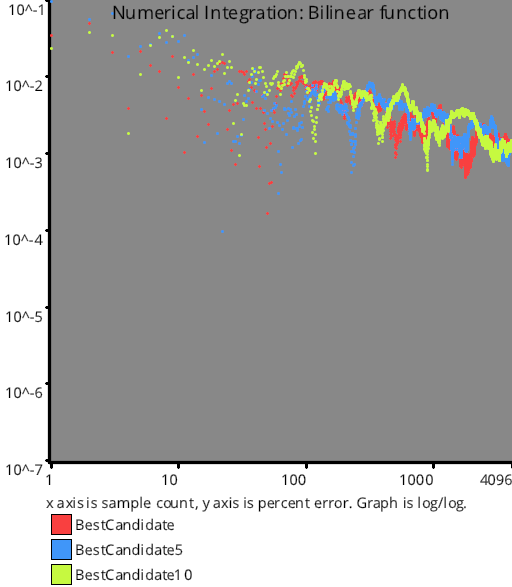 Numerical Integration: Bilinear function
10^-1
10^-2
10^-3
10^-4
10^-5
10^-6
10^-7
1 10 100 1000 4096
x axis is sample count, y axis is percent error. Graph is log/log.
BestCandidate
BestCandidate5
BestCandidate10